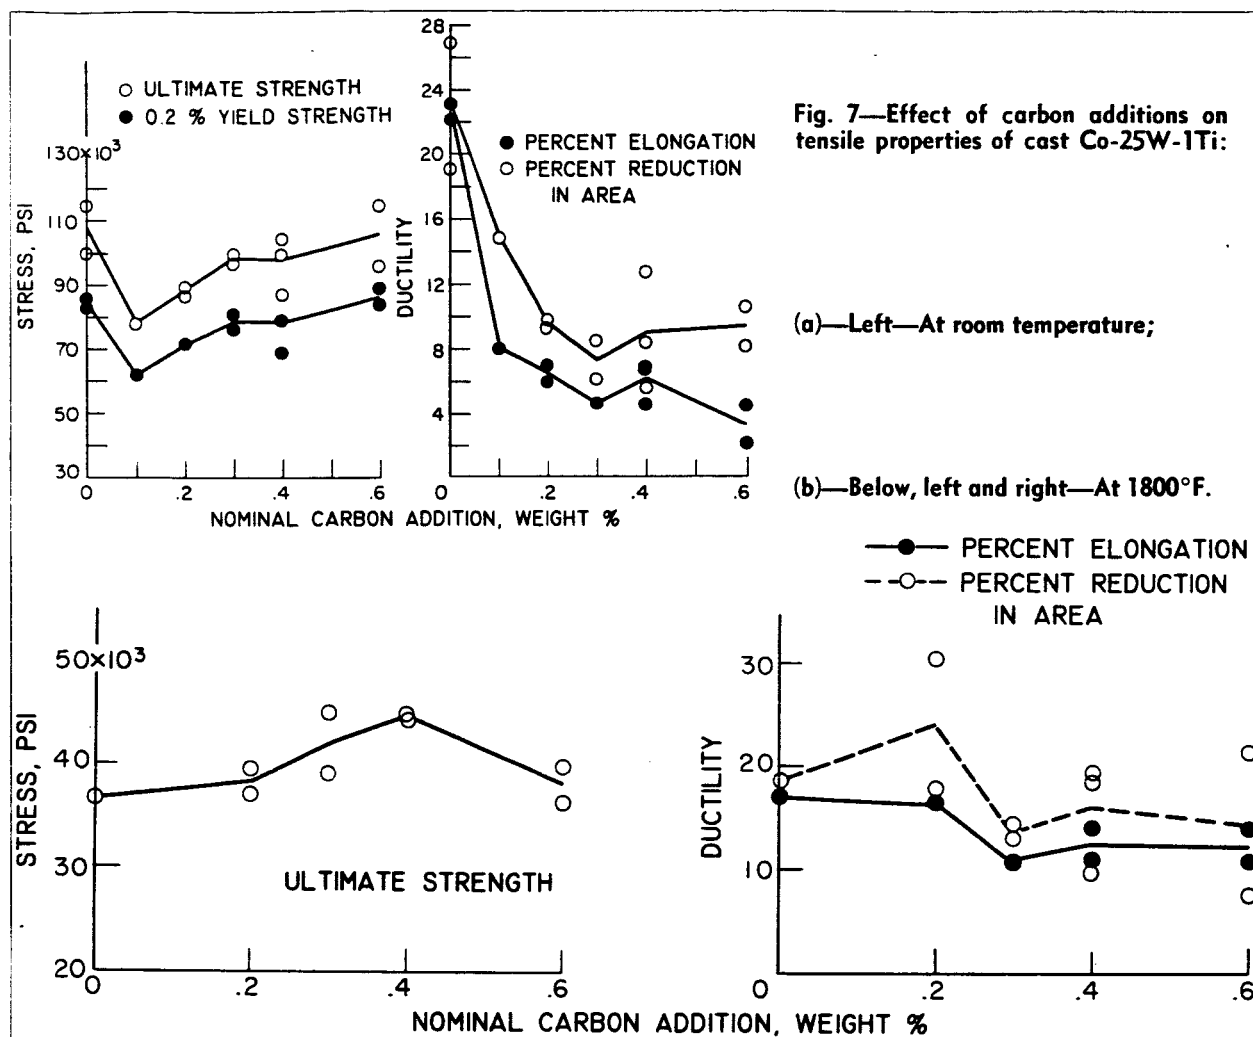 ○ ULTIMATE STRENGTH
● 0.2 % YIELD STRENGTH
130×10³
110
90
70
50
30
STRESS, PSI
0
.2
.4
.6
28
24
20
16
12
8
4
0
DUCTILITY
● PERCENT ELONGATION
○ PERCENT REDUCTION
IN AREA
.2
.4
.6
NOMINAL CARBON ADDITION, WEIGHT %
Fig. 7—Effect of carbon additions on
tensile properties of cast Co-25W-1Ti:
(a)—Left—At room temperature;
(b)—Below, left and right—At 1800°F.
PERCENT ELONGATION
PERCENT REDUCTION
IN AREA
50×10³
40
30
20
STRESS, PSI
ULTIMATE STRENGTH
0
.2
.4
.6
30
20
10
DUCTILITY
0
.2
.4
.6
NOMINAL CARBON ADDITION, WEIGHT %